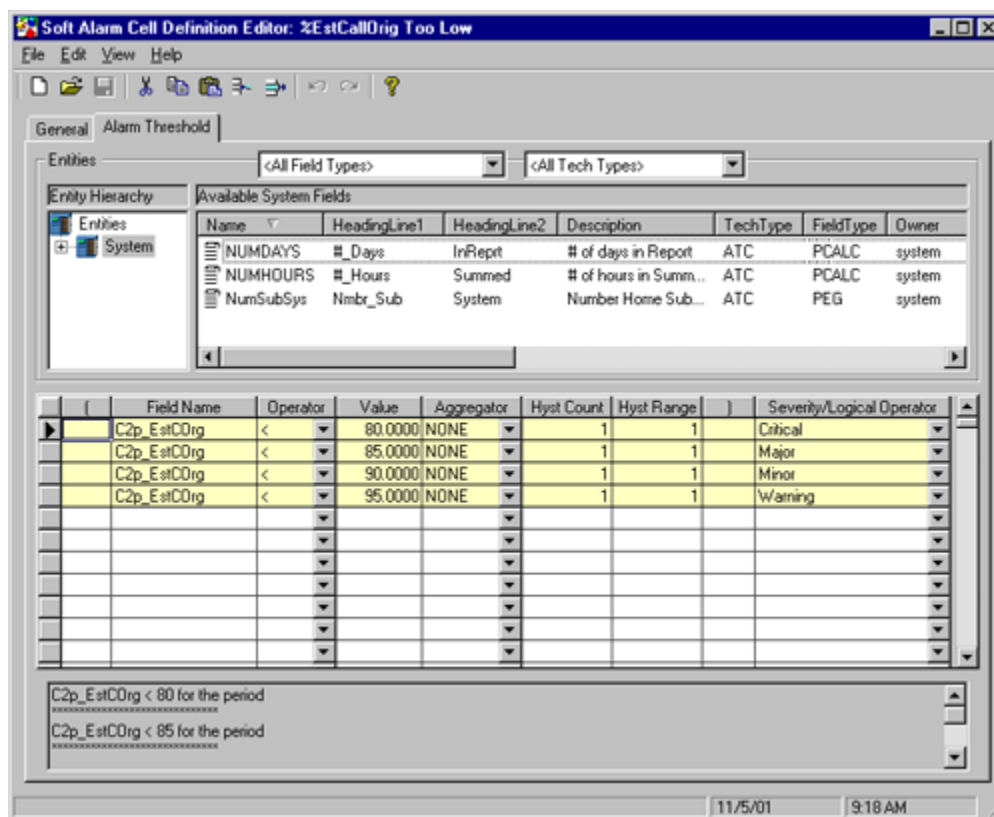 Soft Alarm Cell Definition Editor: %EstCallOrig Too Low
File Edit View Help
General Alarm Threshold
Entities <All Field Types> <All Tech Types>
Entity Hierarchy Available System Fields
Entities
System
Name HeadingLine1 HeadingLine2 Description TechType FieldType Owner
NUMDAYS #_Days InReprt # of days in Report ATC PCALC system
NUMHOURS #_Hours Summed # of hours in Summ... ATC PCALC system
NumSubSys Nmbr_Sub System Number Home Sub... ATC PEG system
( Field Name Operator Value Aggregator Hyst Count Hyst Range ) Severity/Logical Operator
C2p_EstCOrg < 80.0000 NONE 1 1 Critical
C2p_EstCOrg < 85.0000 NONE 1 1 Major
C2p_EstCOrg < 90.0000 NONE 1 1 Minor
C2p_EstCOrg < 95.0000 NONE 1 1 Warning
C2p_EstCOrg < 80 for the period
C2p_EstCOrg < 85 for the period
11/5/01 9:18 AM